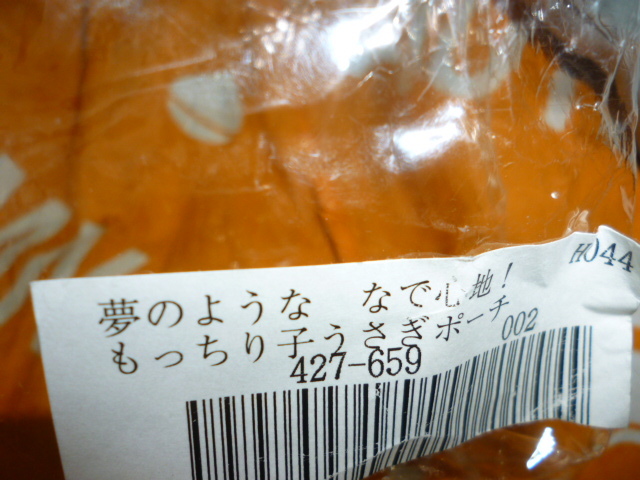 H044
夢のような なで心地!
もっちり子うさぎポーチ
427-659 002